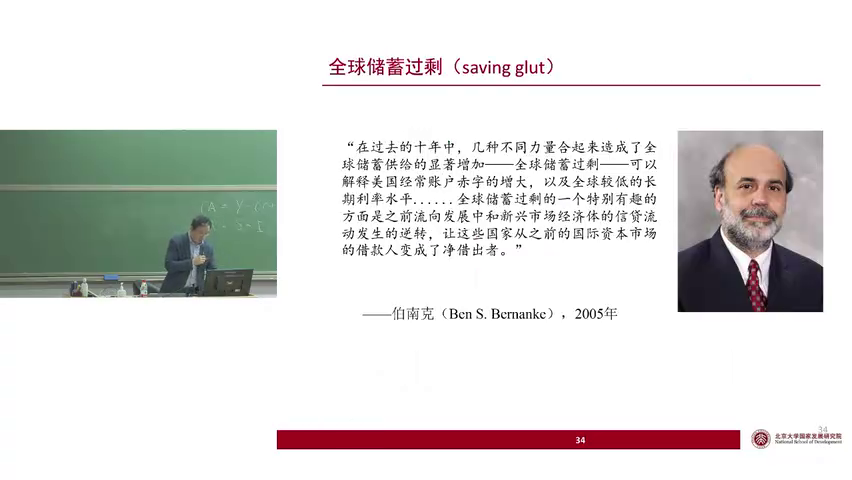 全球储蓄过剩（saving glut）
“在过去的十年中，几种不同力量合起来造成了全
球储蓄供给的显著增加——全球储蓄过剩——可以
解释美国经常账户赤字的增大，以及全球较低的长
期利率水平......全球储蓄过剩的一个特别有趣的
方面是之前流向发展中和新兴市场经济体的信贷流
动发生的逆转，让这些国家从之前的国际资本市场
的借款人变成了净借出者。”
——伯南克（Ben S. Bernanke），2005年
34
34
北京大学国家发展研究院
National School of Development